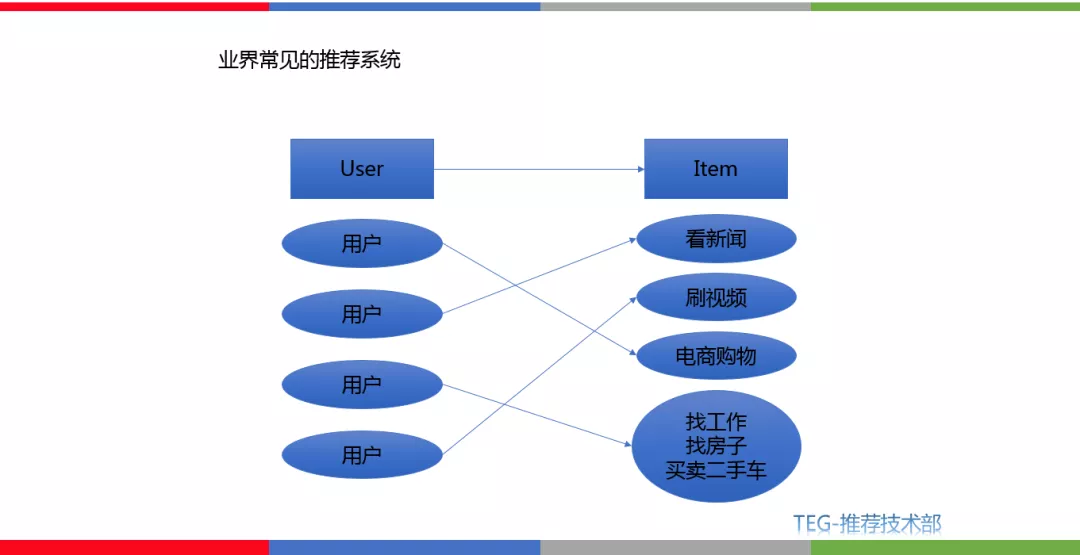 业界常见的推荐系统
User
Item
用户
看新闻
用户
刷视频
用户
电商购物
用户
找工作
找房子
买卖二手车
TEG-推荐技术部